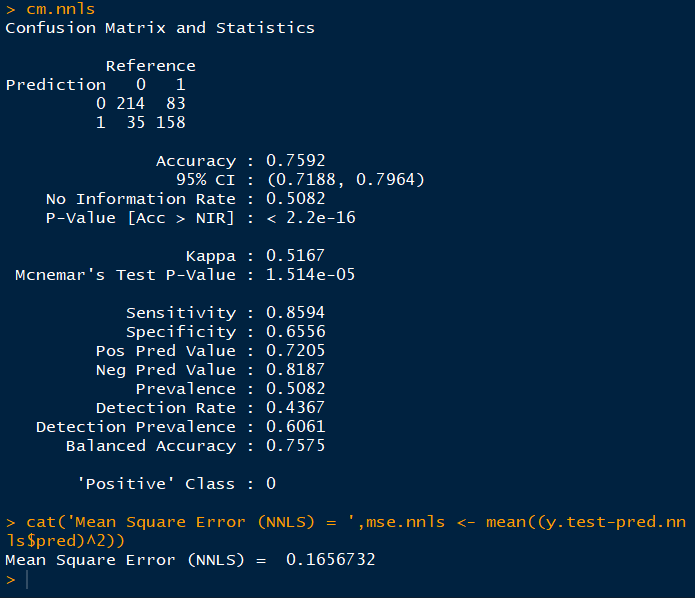 > cm.nnls
Confusion Matrix and Statistics
Reference
Prediction 0 1
0 214 83
1 35 158
Accuracy : 0.7592
95% CI : (0.7188, 0.7964)
No Information Rate : 0.5082
P-Value [Acc > NIR] : < 2.2e-16
Kappa : 0.5167
Mcnemar's Test P-Value : 1.514e-05
Sensitivity : 0.8594
Specificity : 0.6556
Pos Pred Value : 0.7205
Neg Pred Value : 0.8187
Prevalence : 0.5082
Detection Rate : 0.4367
Detection Prevalence : 0.6061
Balanced Accuracy : 0.7575
'Positive' Class : 0
> cat('Mean Square Error (NNLS) = ',mse.nnls <- mean((y.test-pred.nn
ls$pred)^2))
Mean Square Error (NNLS) =  0.1656732
>